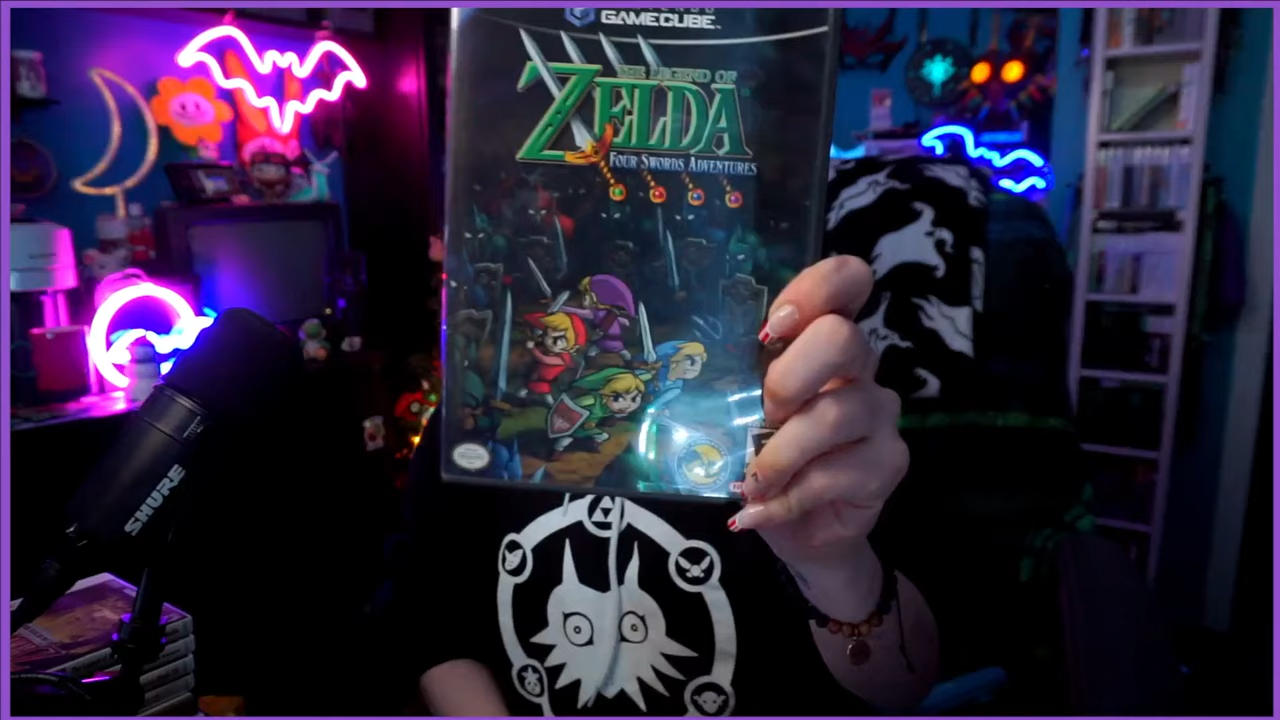 GAMECUBE
THE LEGEND OF
ZELDA
FOUR SWORDS ADVENTURES
SHURE